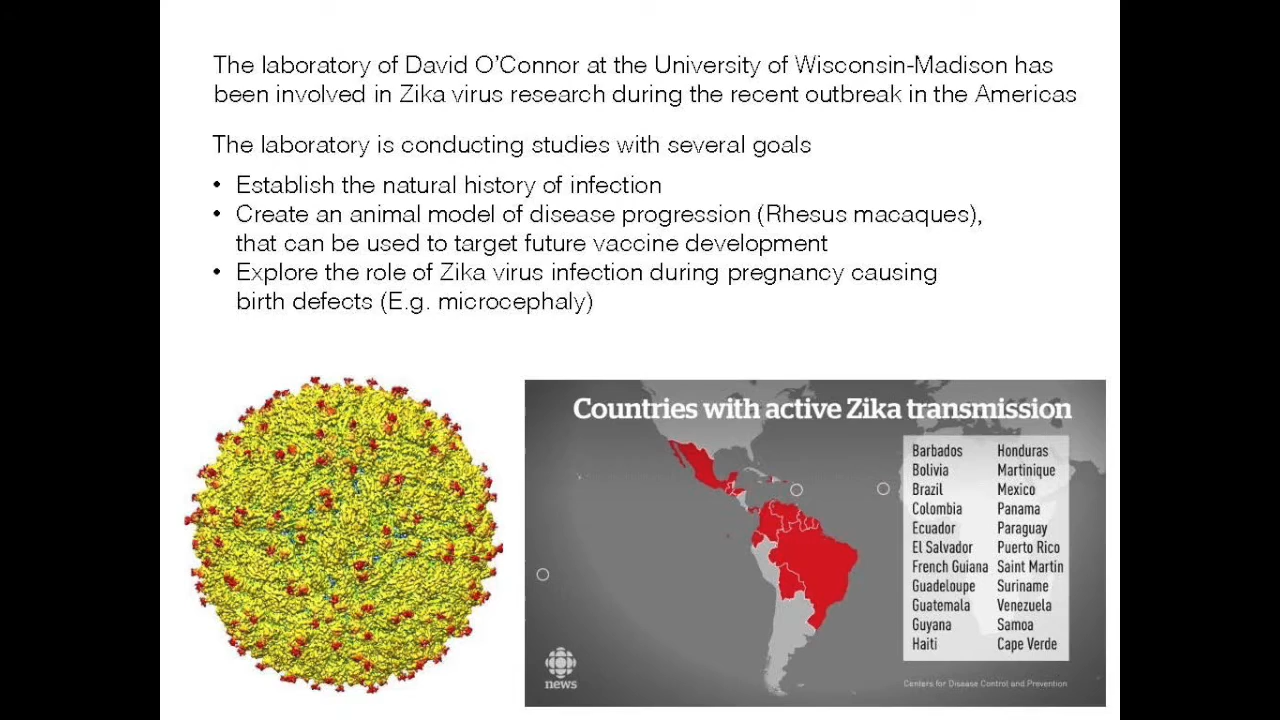 The laboratory of David O'Connor at the University of Wisconsin-Madison has
been involved in Zika virus research during the recent outbreak in the Americas
The laboratory is conducting studies with several goals
• Establish the natural history of infection
• Create an animal model of disease progression (Rhesus macaques),
that can be used to target future vaccine development
• Explore the role of Zika virus infection during pregnancy causing
birth defects (E.g. microcephaly)
Countries with active Zika transmission
Barbados
Bolivia
Brazil
Colombia
Ecuador
El Salvador
French Guiana
Guadeloupe
Guatemala
Guyana
Haiti
Honduras
Martinique
Mexico
Panama
Paraguay
Puerto Rico
Saint Martin
Suriname
Venezuela
Samoa
Cape Verde
news
Centers for Disease Control and Prevention